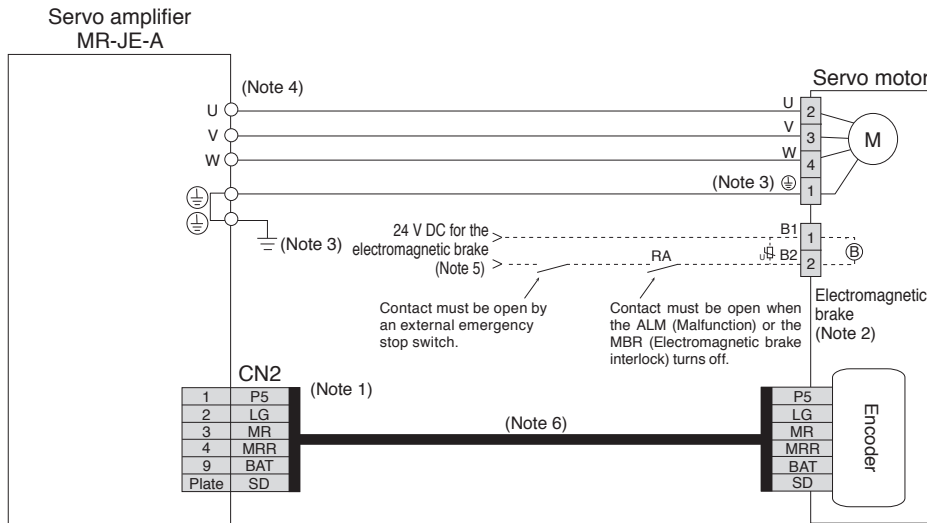 Servo amplifier
MR-JE-A
(Note 4)
Servo motor
U
U
2
V
V
3
W
W
4
M
(Note 3)
1
(Note 3)
24 V DC for the
electromagnetic brake
(Note 5)
B1
1
RA
U
B2
2
B
Contact must be open by
an external emergency
stop switch.
Contact must be open when
the ALM (Malfunction) or the
MBR (Electromagnetic brake
interlock) turns off.
Electromagnetic
brake
(Note 2)
CN2
(Note 1)
1 P5
2 LG
3 MR
4 MRR
9 BAT
Plate SD
(Note 6)
P5
LG
MR
MRR
BAT
SD
Encoder